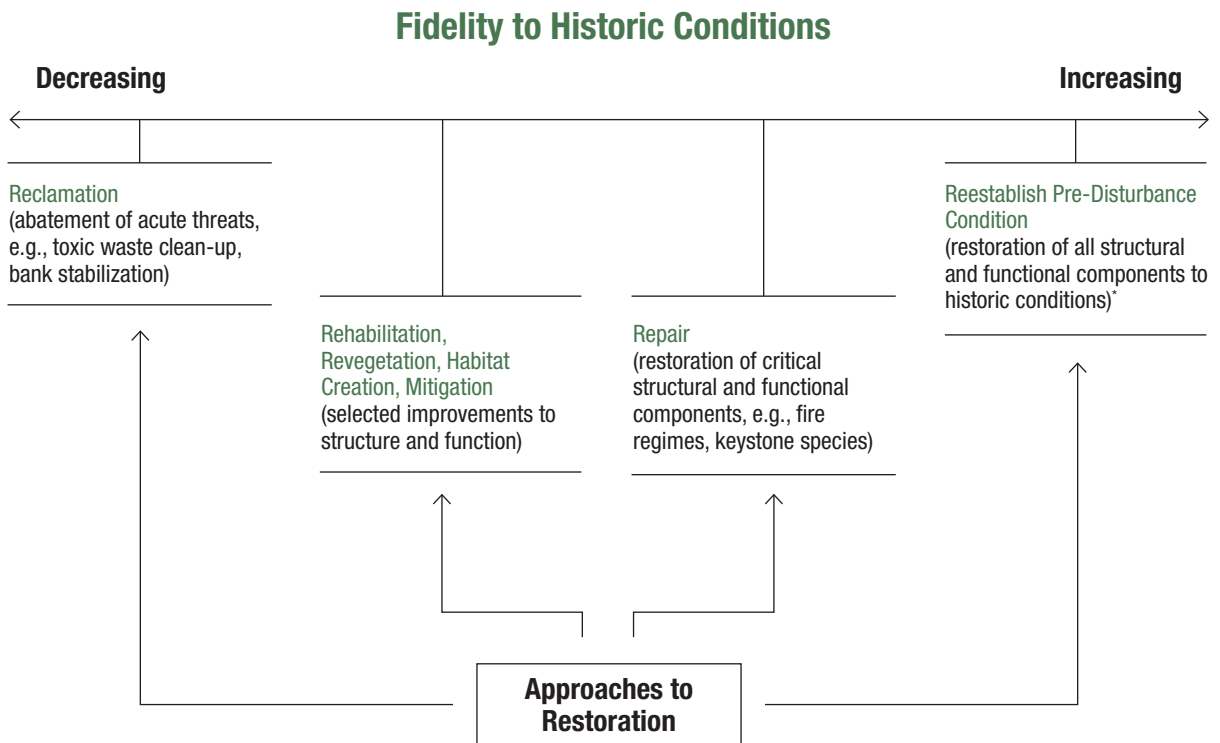 Fidelity to Historic Conditions
Decreasing
Increasing
Reclamation
(abatement of acute threats,
e.g., toxic waste clean-up,
bank stabilization)
Rehabilitation,
Revegetation, Habitat
Creation, Mitigation
(selected improvements to
structure and function)
Repair
(restoration of critical
structural and functional
components, e.g., fire
regimes, keystone species)
Reestablish Pre-Disturbance
Condition
(restoration of all structural
and functional components to
historic conditions)*
Approaches to
Restoration